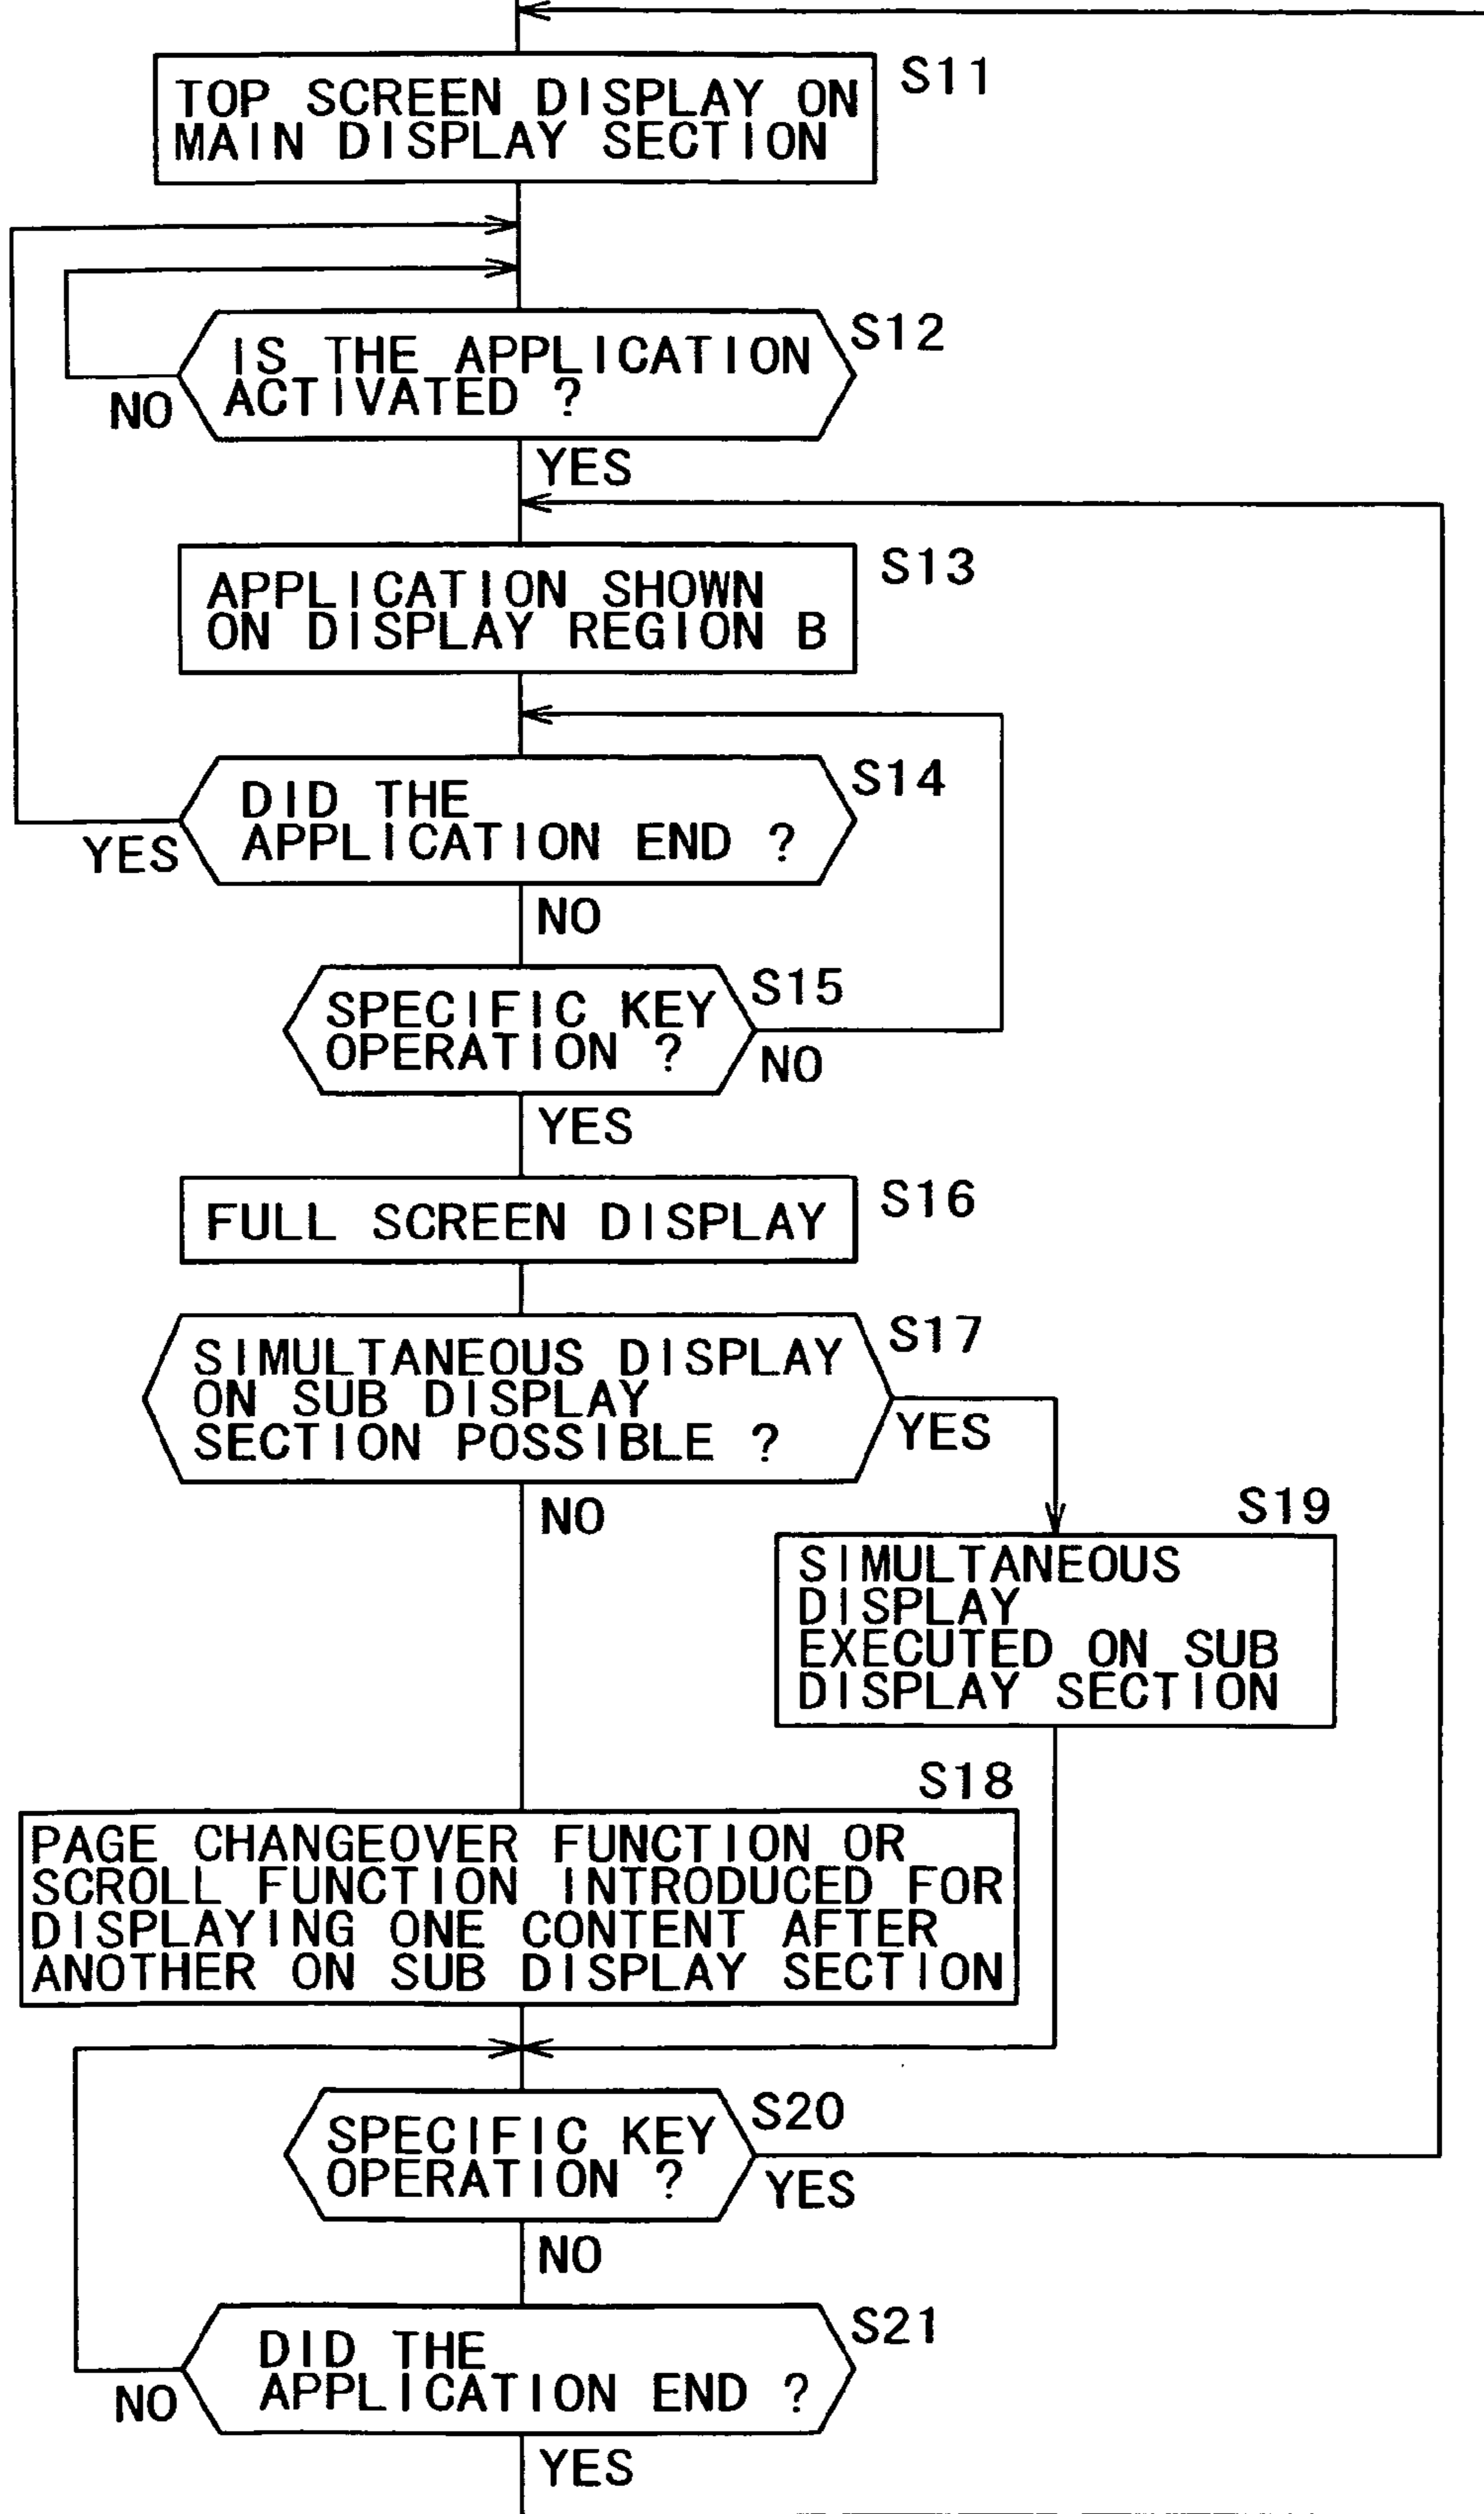 S11
TOP SCREEN DISPLAY ON
MAIN DISPLAY SECTION
S12
IS THE APPLICATION
ACTIVATED ?
NO
YES
S13
APPLICATION SHOWN
ON DISPLAY REGION B
S14
DID THE
APPLICATION END ?
YES
NO
S15
SPECIFIC KEY
OPERATION ?
NO
YES
S16
FULL SCREEN DISPLAY
S17
SIMULTANEOUS DISPLAY
ON SUB DISPLAY
SECTION POSSIBLE ?
YES
NO
S19
SIMULTANEOUS
DISPLAY
EXECUTED ON SUB
DISPLAY SECTION
S18
PAGE CHANGEOVER FUNCTION OR
SCROLL FUNCTION INTRODUCED FOR
DISPLAYING ONE CONTENT AFTER
ANOTHER ON SUB DISPLAY SECTION
S20
SPECIFIC KEY
OPERATION ?
YES
NO
S21
DID THE
APPLICATION END ?
NO
YES